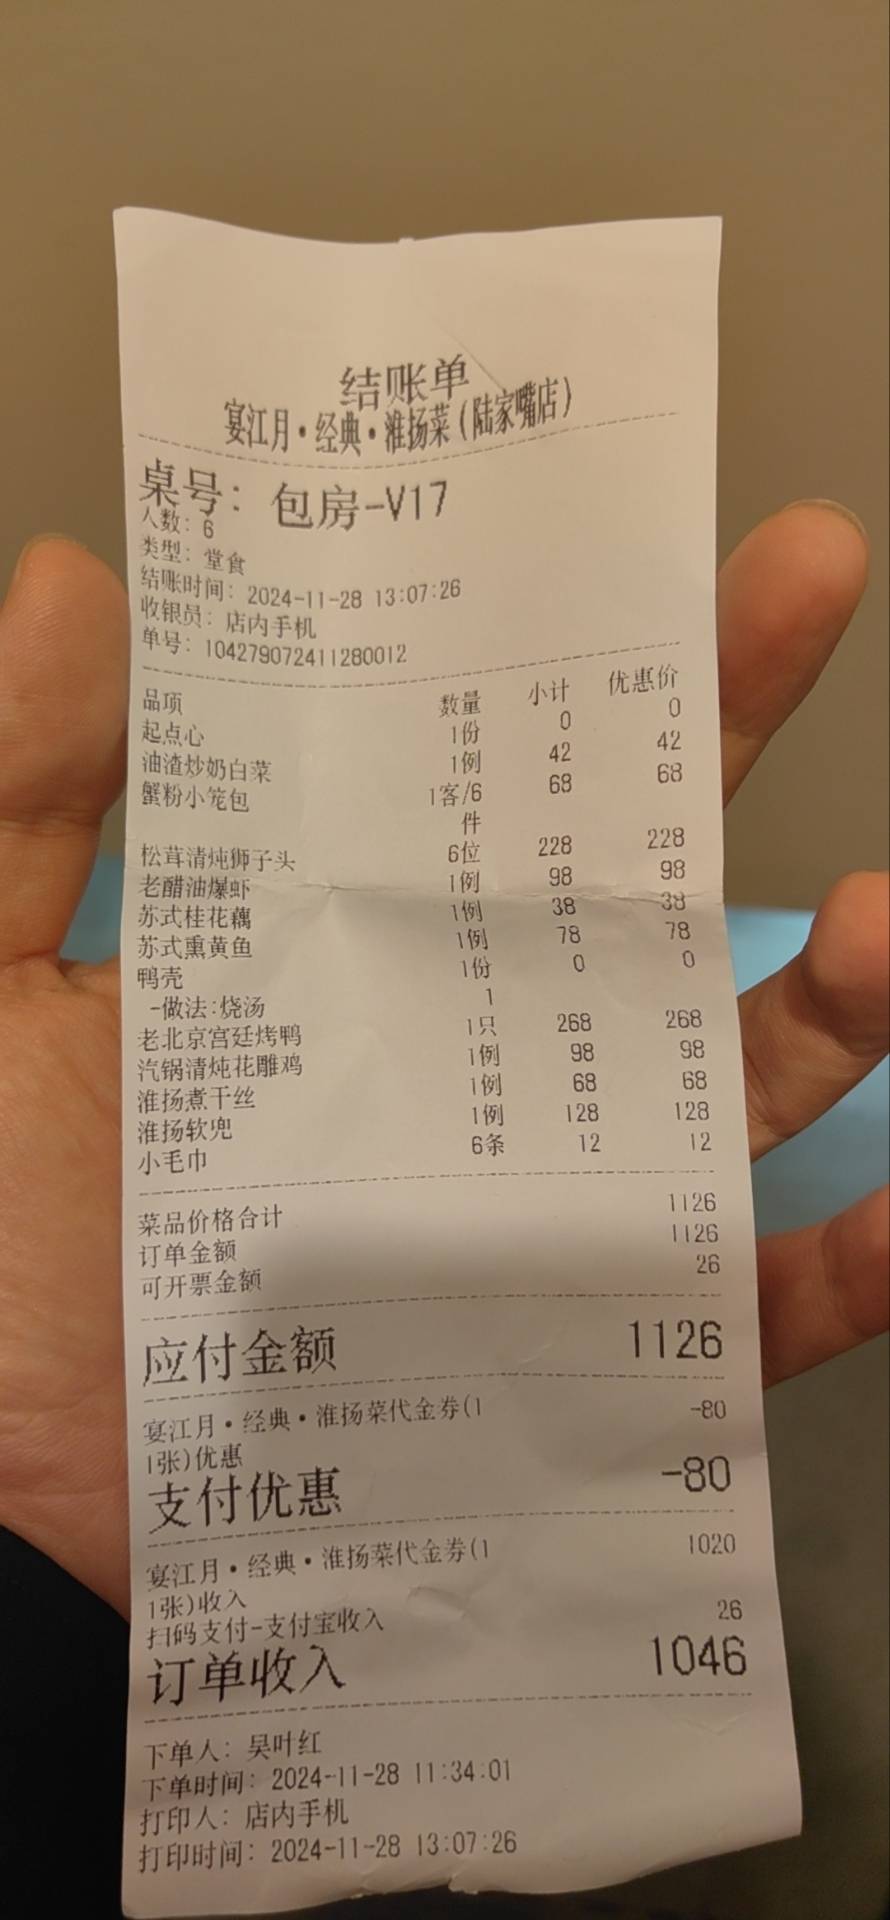 结账单
宴江月·经典·淮扬菜(陆家嘴店)
桌号: 包房-V17
人数: 6
类型: 堂食
结账时间: 2024-11-28 13:07:26
收银员: 店内手机
单号: 104279072411280012
品项 数量 小计 优惠价
起点心 1份 0 0
油渣炒奶白菜 1例 42 42
蟹粉小笼包 1客/6 68 68
件
松茸清炖狮子头 6位 228 228
老醋油爆虾 1例 98 98
苏式桂花藕 1例 38 38
苏式熏黄鱼 1例 78 78
鸭壳 1份 0 0
-做法:烧汤 1
老北京宫廷烤鸭 1只 268 268
汽锅清炖花雕鸡 1例 98 98
淮扬煮干丝 1例 68 68
淮扬软兜 1例 128 128
小毛巾 6条 12 12
菜品价格合计 1126
订单金额 1126
可开票金额 26
应付金额 1126
宴江月·经典·淮扬菜代金券(1 -80
1张)优惠
支付优惠 -80
宴江月·经典·淮扬菜代金券(1 1020
1张)收入
扫码支付-支付宝收入 26
订单收入 1046
下单人: 吴叶红
下单时间: 2024-11-28 11:34:01
打印人: 店内手机
打印时间: 2024-11-28 13:07:26